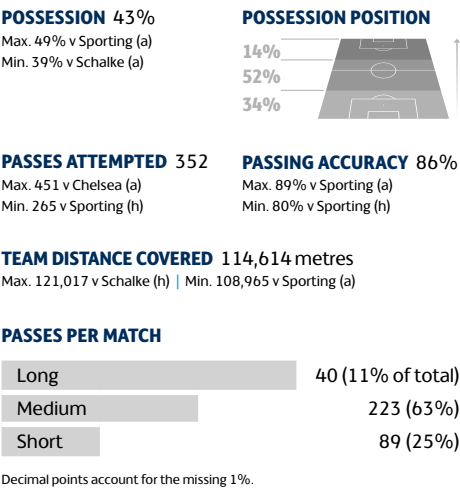 POSSESSION 43%
Max. 49% v Sporting (a)
Min. 39% v Schalke (a)
POSSESSION POSITION
14%
52%
34%
PASSES ATTEMPTED 352
Max. 451 v Chelsea (a)
Min. 265 v Sporting (h)
PASSING ACCURACY 86%
Max. 89% v Sporting (a)
Min. 80% v Sporting (h)
TEAM DISTANCE COVERED 114,614 metres
Max. 121,017 v Schalke (h) | Min. 108,965 v Sporting (a)
PASSES PER MATCH
Long 40 (11% of total)
Medium 223 (63%)
Short 89 (25%)
Decimal points account for the missing 1%.